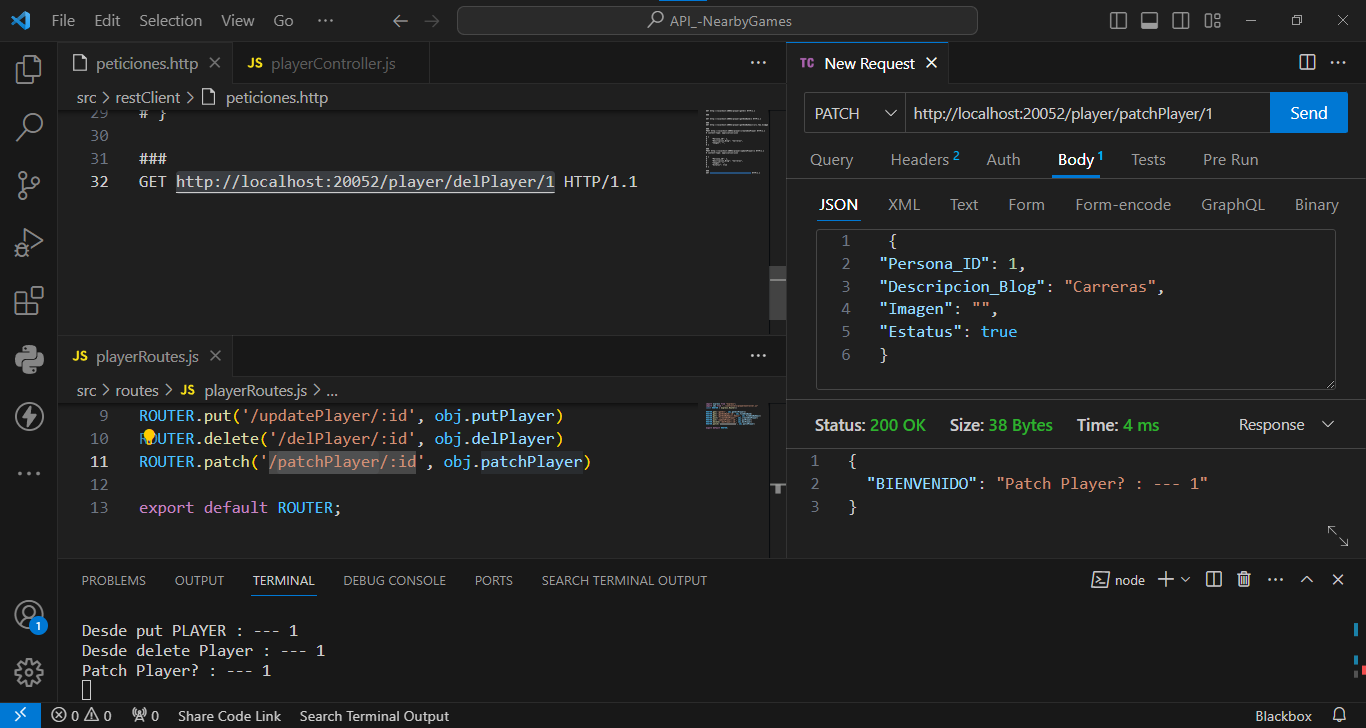 File Edit Selection View Go ··· API_-NearbyGames
peticiones.http
JS playerController.js
src > restClient > peticiones.http
29 # }
30
31 ###
32 GET http://localhost:20052/player/delPlayer/1 HTTP/1.1
JS playerRoutes.js
src > routes > JS playerRoutes.js > ...
9 ROUTER.put('/updatePlayer/:id', obj.putPlayer)
10 ROUTER.delete('/delPlayer/:id', obj.delPlayer)
11 ROUTER.patch('/patchPlayer/:id', obj.patchPlayer)
12
13 export default ROUTER;
TC New Request
PATCH http://localhost:20052/player/patchPlayer/1 Send
Query Headers 2 Auth Body 1 Tests Pre Run
JSON XML Text Form Form-encode GraphQL Binary
1 {
2 "Persona_ID": 1,
3 "Descripcion_Blog": "Carreras",
4 "Imagen": "",
5 "Estatus": true
6 }
Status: 200 OK Size: 38 Bytes Time: 4 ms Response
1 {
2 "BIENVENIDO": "Patch Player? : --- 1"
3 }
PROBLEMS OUTPUT TERMINAL DEBUG CONSOLE PORTS SEARCH TERMINAL OUTPUT node
Desde put PLAYER : --- 1
Desde delete Player : --- 1
Patch Player? : --- 1
1
0 0 0 Share Code Link Search Terminal Output Blackbox